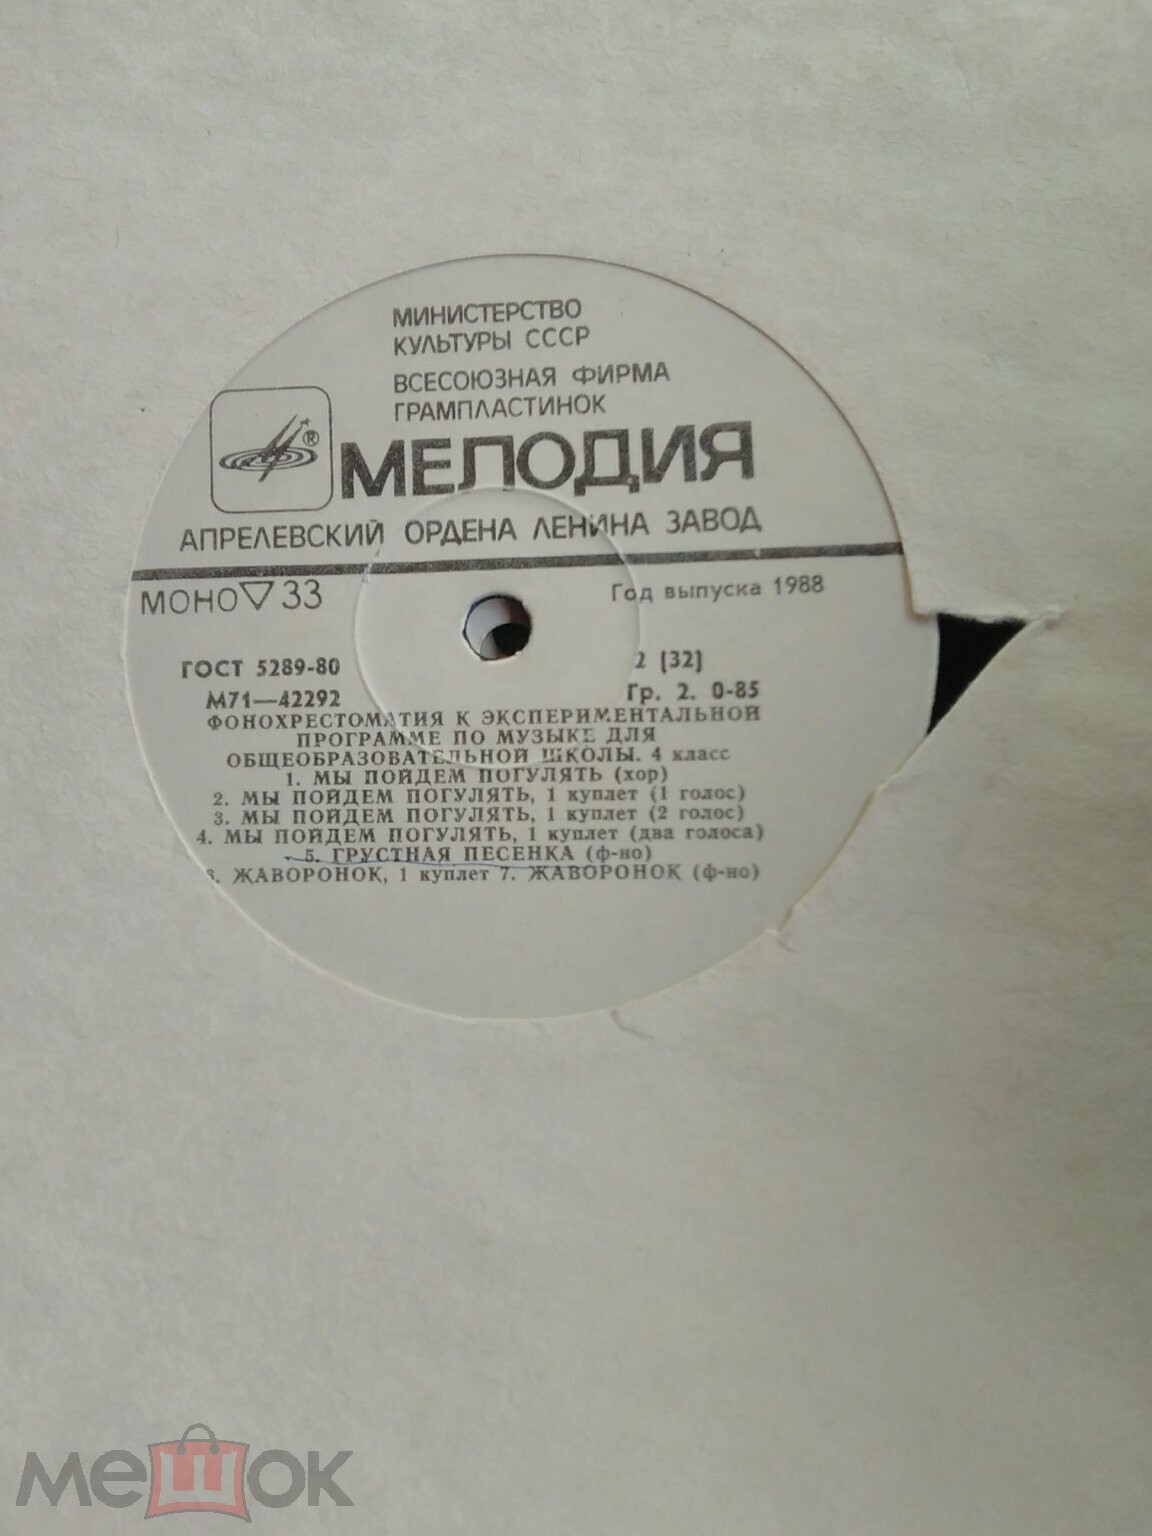 МИНИСТЕРСТВО
КУЛЬТУРЫ СССР
ВСЕСОЮЗНАЯ ФИРМА
ГРАМПЛАСТИНОК
®
МЕЛОДИЯ
АПРЕЛЕВСКИЙ ОРДЕНА ЛЕНИНА ЗАВОД
МОНО ▽ 33
Год выпуска 1988
ГОСТ 5289-80
2 (32)
М71—42292
Гр. 2. 0-85
ФОНОХРЕСТОМАТИЯ К ЭКСПЕРИМЕНТАЛЬНОЙ
ПРОГРАММЕ ПО МУЗЫКЕ ДЛЯ
ОБЩЕОБРАЗОВАТЕЛЬНОЙ ШКОЛЫ. 4 класс
1. МЫ ПОЙДЕМ ПОГУЛЯТЬ (хор)
2. МЫ ПОЙДЕМ ПОГУЛЯТЬ, 1 куплет (1 голос)
3. МЫ ПОЙДЕМ ПОГУЛЯТЬ, 1 куплет (2 голос)
4. МЫ ПОЙДЕМ ПОГУЛЯТЬ, 1 куплет (два голоса)
5. ГРУСТНАЯ ПЕСЕНКА (ф-но)
ЖАВОРОНОК, 1 куплет 7. ЖАВОРОНОК (ф-но)
мешок